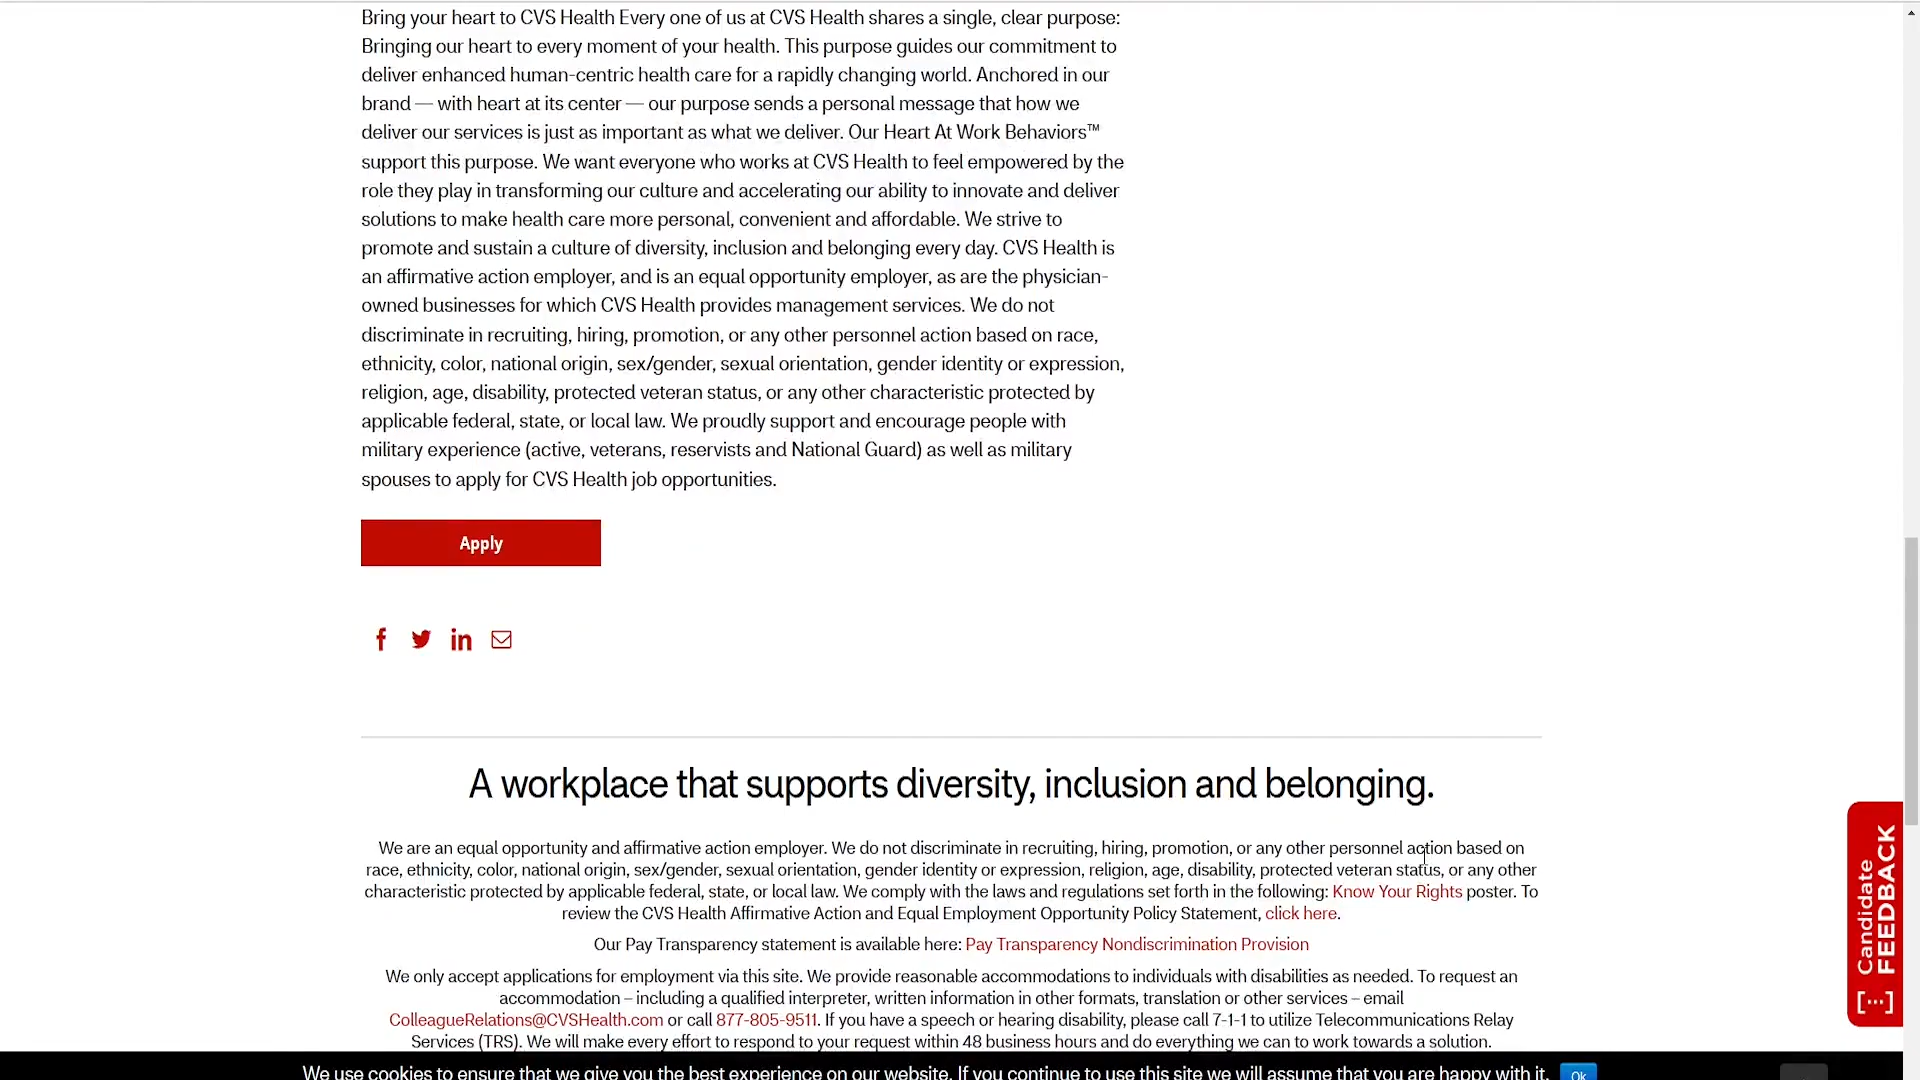 Bring your heart to CVS Health Every one of us at CVS Health shares a single, clear purpose:
Bringing our heart to every moment of your health. This purpose guides our commitment to
deliver enhanced human-centric health care for a rapidly changing world. Anchored in our
brand — with heart at its center — our purpose sends a personal message that how we
deliver our services is just as important as what we deliver. Our Heart At Work Behaviors™
support this purpose. We want everyone who works at CVS Health to feel empowered by the
role they play in transforming our culture and accelerating our ability to innovate and deliver
solutions to make health care more personal, convenient and affordable. We strive to
promote and sustain a culture of diversity, inclusion and belonging every day. CVS Health is
an affirmative action employer, and is an equal opportunity employer, as are the physician-
owned businesses for which CVS Health provides management services. We do not
discriminate in recruiting, hiring, promotion, or any other personnel action based on race,
ethnicity, color, national origin, sex/gender, sexual orientation, gender identity or expression,
religion, age, disability, protected veteran status, or any other characteristic protected by
applicable federal, state, or local law. We proudly support and encourage people with
military experience (active, veterans, reservists and National Guard) as well as military
spouses to apply for CVS Health job opportunities.
Apply
A workplace that supports diversity, inclusion and belonging.
We are an equal opportunity and affirmative action employer. We do not discriminate in recruiting, hiring, promotion, or any other personnel action based on
race, ethnicity, color, national origin, sex/gender, sexual orientation, gender identity or expression, religion, age, disability, protected veteran status, or any other
characteristic protected by applicable federal, state, or local law. We comply with the laws and regulations set forth in the following: Know Your Rights poster. To
review the CVS Health Affirmative Action and Equal Employment Opportunity Policy Statement, click here.
Our Pay Transparency statement is available here: Pay Transparency Nondiscrimination Provision
We only accept applications for employment via this site. We provide reasonable accommodations to individuals with disabilities as needed. To request an
accommodation – including a qualified interpreter, written information in other formats, translation or other services – email
ColleagueRelations@CVSHealth.com or call 877-805-9511. If you have a speech or hearing disability, please call 7-1-1 to utilize Telecommunications Relay
Services (TRS). We will make every effort to respond to your request within 48 business hours and do everything we can to work towards a solution.
Candidate
FEEDBACK
[...]
We use cookies to ensure that we give you the best experience on our website. If you continue to use this site we will assume that you are happy with it.
Ok